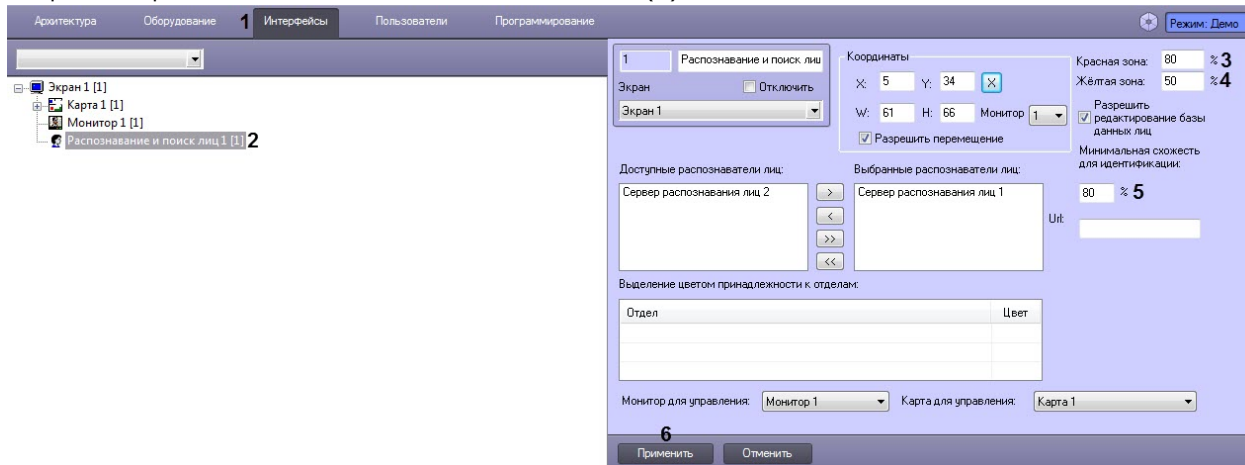 Архитектура Оборудование 1 Интерфейсы Пользователи Программирование Режим: Демо
Экран 1 [1]
Карта 1 [1]
Монитор 1 [1]
Распознавание и поиск лиц 1 [1] 2
1 Распознавание и поиск лиц
Экран Отключить
Экран 1
Координаты
X: 5 Y: 34 X
W: 61 H: 66 Монитор 1
Разрешить перемещение
Красная зона: 80 % 3
Жёлтая зона: 50 % 4
Разрешить
редактирование базы
данных лиц
Минимальная схожесть
для идентификации:
80 % 5
Url:
Доступные распознаватели лиц:
Сервер распознавания лиц 2
>
<
>>
<<
Выбранные распознаватели лиц:
Сервер распознавания лиц 1
Выделение цветом принадлежности к отделам:
Отдел Цвет
Монитор для управления: Монитор 1 Карта для управления: Карта 1
6
Применить Отменить